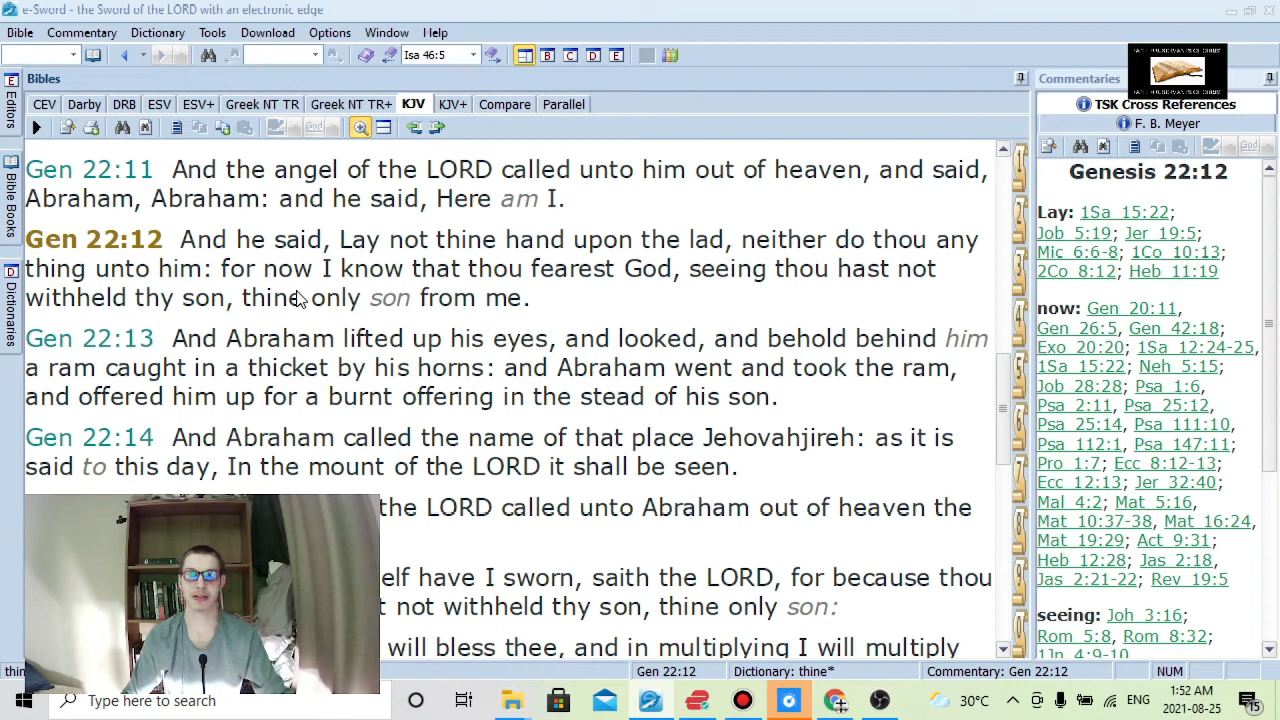 e-Sword - the Sword of the LORD with an electronic edge
Bible Commentary Dictionary Tools Download Options Window Help
Isa 46:5 B C D E
Bibles
CEV Darby DRB ESV ESV+ Greek NT TR Greek NT TR+ KJV KJV+ Compare Parallel
God
E Editors
Bible Books
D Dictionaries
Gen 22:11 And the angel of the LORD called unto him out of heaven, and said,
Abraham, Abraham: and he said, Here am I.
Gen 22:12 And he said, Lay not thine hand upon the lad, neither do thou any
thing unto him: for now I know that thou fearest God, seeing thou hast not
withheld thy son, thine only son from me.
Gen 22:13 And Abraham lifted up his eyes, and looked, and behold behind him
a ram caught in a thicket by his horns: and Abraham went and took the ram,
and offered him up for a burnt offering in the stead of his son.
Gen 22:14 And Abraham called the name of that place Jehovahjireh: as it is
said to this day, In the mount of the LORD it shall be seen.
the LORD called unto Abraham out of heaven the
elf have I sworn, saith the LORD, for because thou
t not withheld thy son, thine only son:
will bless thee, and in multiplying I will multiply
Commentaries
TSK Cross References
F. B. Meyer
God
Genesis 22:12
Lay: 1Sa 15:22;
Job 5:19; Jer 19:5;
Mic 6:6-8; 1Co 10:13;
2Co 8:12; Heb 11:19
now: Gen 20:11,
Gen 26:5, Gen 42:18;
Exo 20:20; 1Sa 12:24-25,
1Sa 15:22; Neh 5:15;
Job 28:28; Psa 1:6,
Psa 2:11, Psa 25:12,
Psa 25:14, Psa 111:10,
Psa 112:1, Psa 147:11;
Pro 1:7; Ecc 8:12-13,
Ecc 12:13; Jer 32:40;
Mal 4:2; Mat 5:16,
Mat 10:37-38, Mat 16:24,
Mat 19:29; Act 9:31;
Heb 12:28; Jas 2:18,
Jas 2:21-22; Rev 19:5
seeing: Joh 3:16;
Rom 5:8, Rom 8:32;
1Jn 4:9-10
thin Gen 22:12 Dictionary: thine* Commentary: Gen 22:12 NUM
Type here to search 30°C ENG 1:52 AM
2021-08-25 15